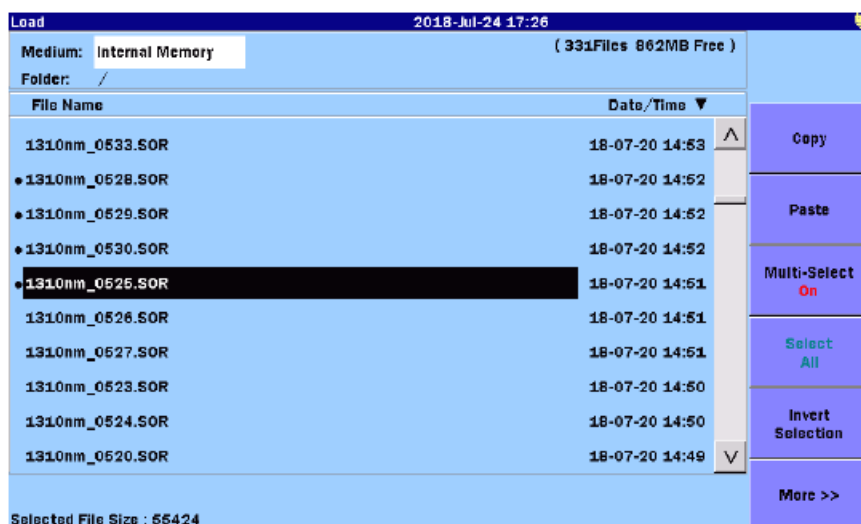 Load 2018-Jul-24 17:26
Medium: Internal Memory (331Files 862MB Free)
Folder: /
File Name Date/Time ▼
1310nm_0533.SOR 18-07-20 14:53
•1310nm_0528.SOR 18-07-20 14:52
•1310nm_0529.SOR 18-07-20 14:52
•1310nm_0530.SOR 18-07-20 14:52
•1310nm_0525.SOR 18-07-20 14:51
1310nm_0526.SOR 18-07-20 14:51
1310nm_0527.SOR 18-07-20 14:51
1310nm_0523.SOR 18-07-20 14:50
1310nm_0524.SOR 18-07-20 14:50
1310nm_0520.SOR 18-07-20 14:49
Selected File Size : 55424
Copy
Paste
Multi-Select
On
Select
All
Invert
Selection
More >>